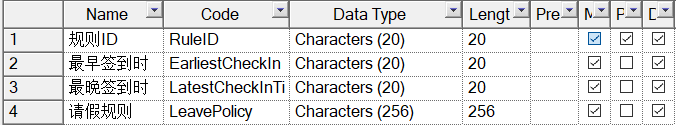 Name Code Data Type Lengt Pre M P D
1 规则ID RuleID Characters (20) 20
2 最早签到时 EarliestCheckIn Characters (20) 20
3 最晚签到时 LatestCheckInTi Characters (20) 20
4 请假规则 LeavePolicy Characters (256) 256